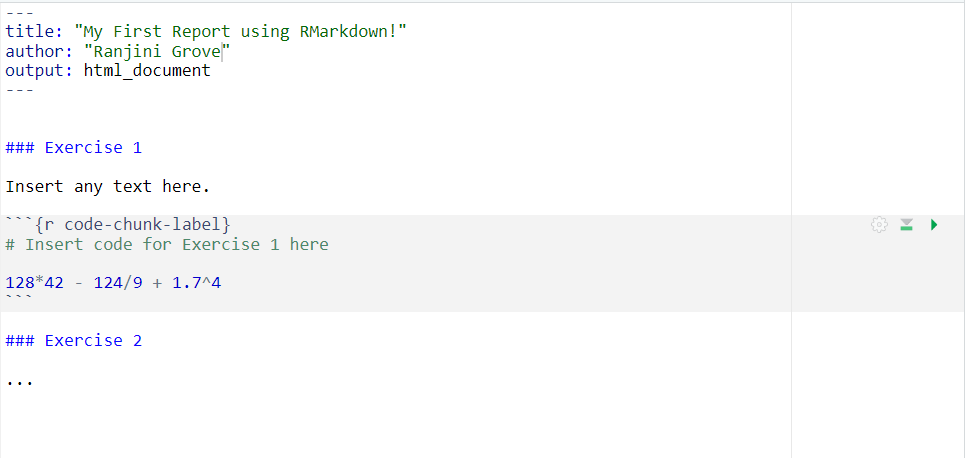 ---
title: "My First Report using RMarkdown!"
author: "Ranjini Grove"
output: html_document
---
### Exercise 1
Insert any text here.
```{r code-chunk-label}
# Insert code for Exercise 1 here
128*42 - 124/9 + 1.7^4
```
### Exercise 2
...